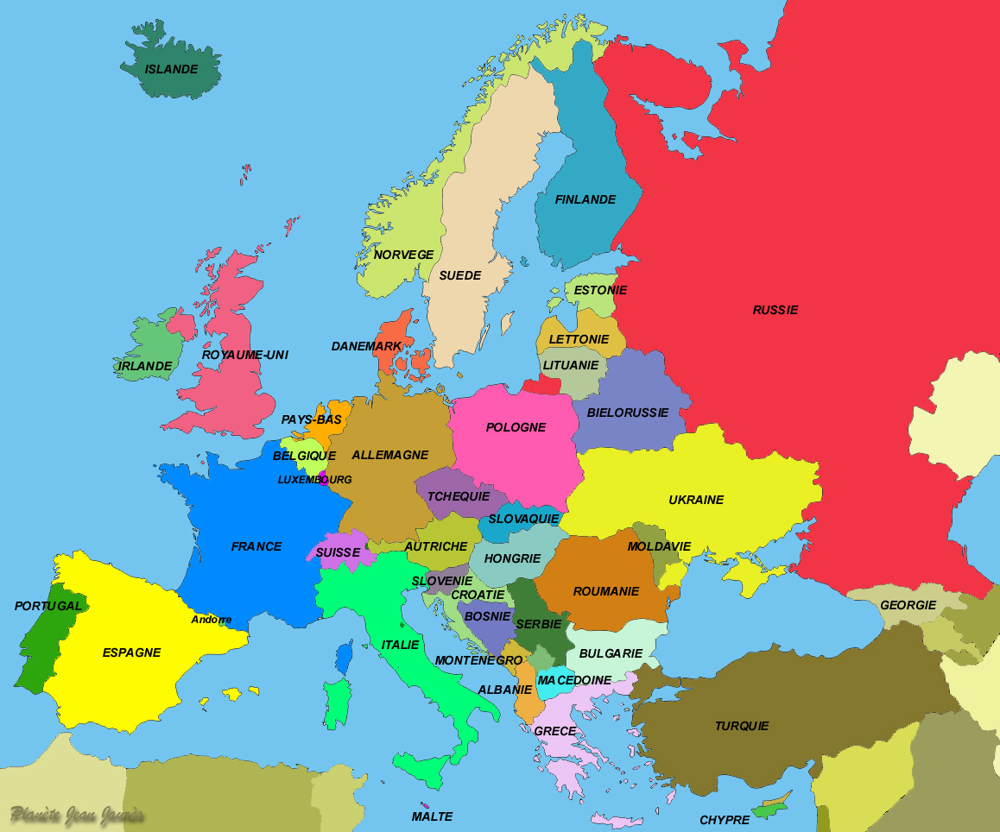 ISLANDE
FINLANDE
NORVEGE
SUEDE
ESTONIE
RUSSIE
LETTONIE
DANEMARK
ROYAUME-UNI
IRLANDE
LITUANIE
BIELORUSSIE
PAYS-BAS
POLOGNE
BELGIQUE
ALLEMAGNE
LUXEMBOURG
TCHEQUIE
UKRAINE
SLOVAQUIE
FRANCE
SUISSE
AUTRICHE
MOLDAVIE
HONGRIE
SLOVENIE
CROATIE
ROUMANIE
PORTUGAL
GEORGIE
Andorre
BOSNIE
SERBIE
ESPAGNE
ITALIE
BULGARIE
MONTENEGRO
MACEDOINE
ALBANIE
GRECE
TURQUIE
Planète Jean Jaurès
MALTE
CHYPRE